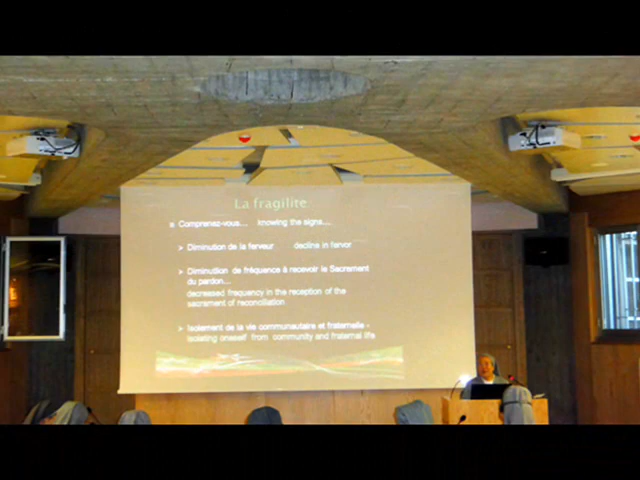 La fragilite
Comprenez-vous... knowing the signs....
Diminution de la ferveur decline in fervor
Diminution de fréquence à recevoir le Sacrament
du pardon...
decreased frequency in the reception of the
sacrament of reconciliation
Isolement de la vie communautaire et fraternelle -
Isolating oneself from community and fraternal life